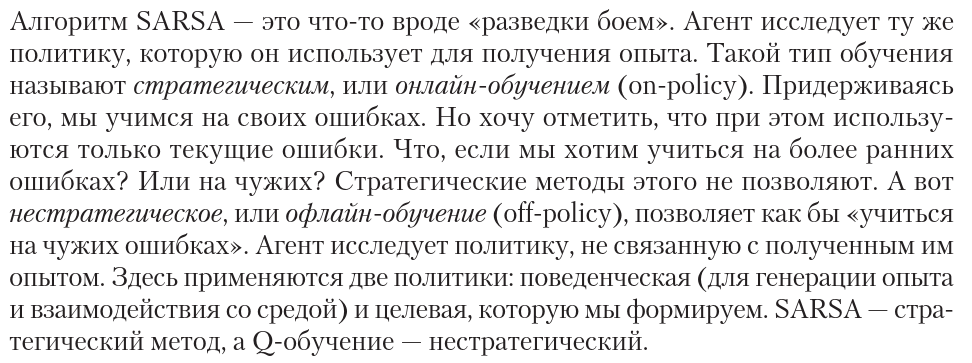 Алгоритм SARSA — это что-то вроде «разведки боем». Агент исследует ту же
политику, которую он использует для получения опыта. Такой тип обучения
называют стратегическим, или онлайн-обучением (on-policy). Придерживаясь
его, мы учимся на своих ошибках. Но хочу отметить, что при этом использу-
ются только текущие ошибки. Что, если мы хотим учиться на более ранних
ошибках? Или на чужих? Стратегические методы этого не позволяют. А вот
нестратегическое, или офлайн-обучение (off-policy), позволяет как бы «учиться
на чужих ошибках». Агент исследует политику, не связанную с полученным им
опытом. Здесь применяются две политики: поведенческая (для генерации опыта
и взаимодействия со средой) и целевая, которую мы формируем. SARSA — стра-
тегический метод, а Q-обучение — нестратегический.